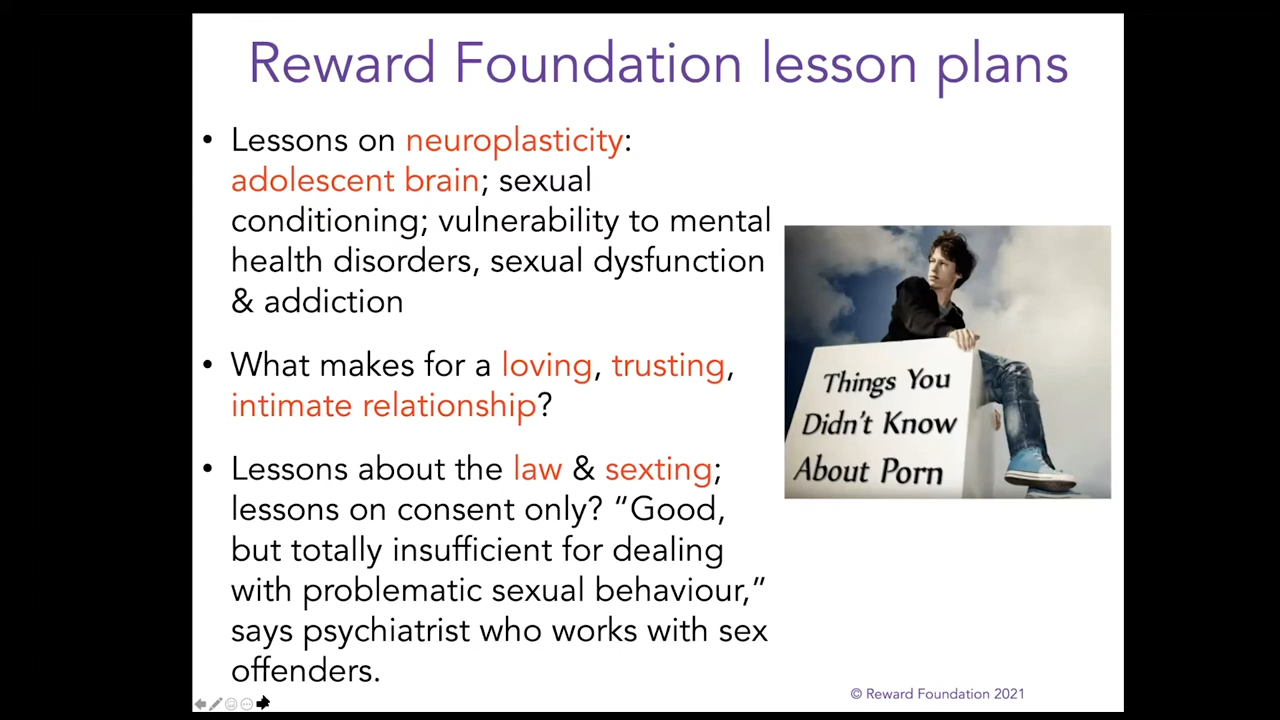 Reward Foundation lesson plans
• Lessons on neuroplasticity:
adolescent brain; sexual
conditioning; vulnerability to mental
health disorders, sexual dysfunction
& addiction
• What makes for a loving, trusting,
intimate relationship?
• Lessons about the law & sexting;
lessons on consent only? “Good,
but totally insufficient for dealing
with problematic sexual behaviour,”
says psychiatrist who works with sex
offenders.
Things You
Didn't Know
About Porn
© Reward Foundation 2021